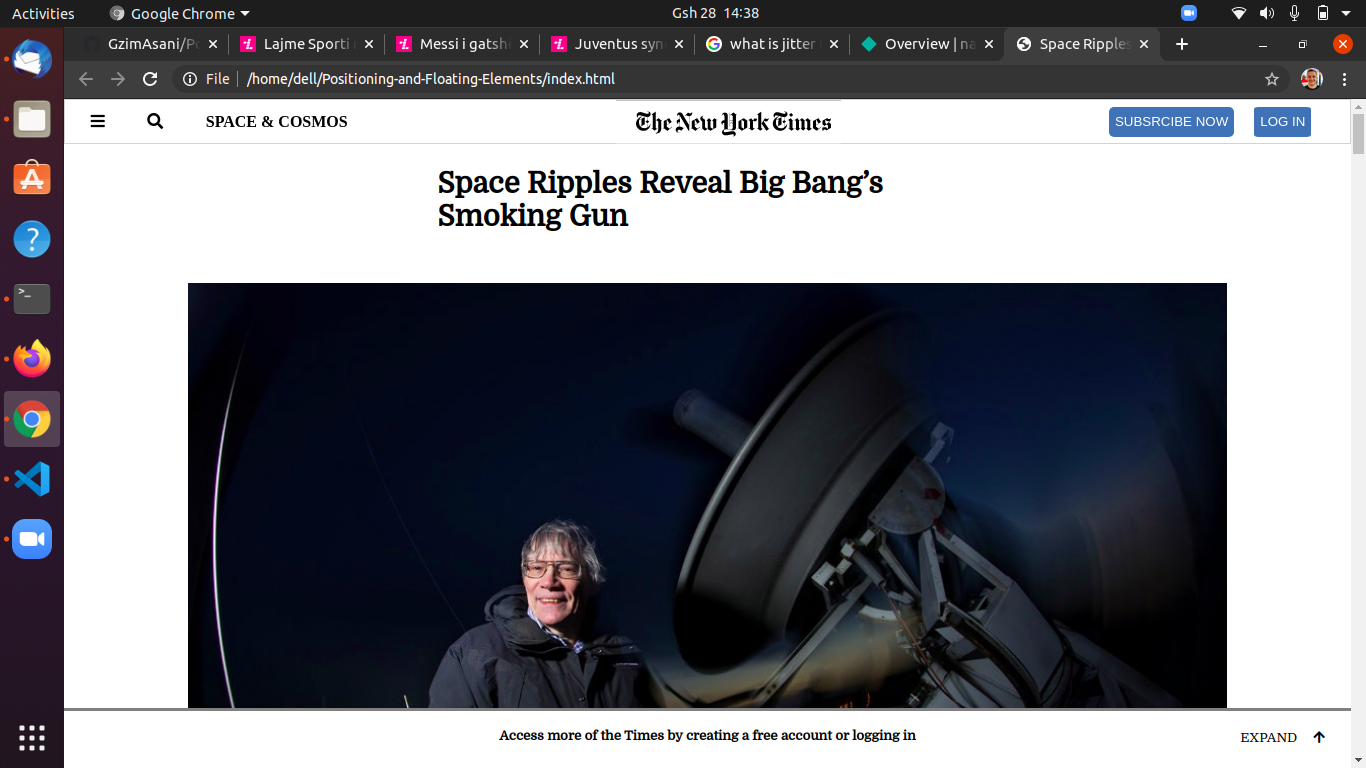 Activities Google Chrome Gsh 28 14:38
GzimAsani/Po Lajme Sporti Messi i gatsh Juventus syn what is jitter Overview | na Space Ripples
File /home/dell/Positioning-and-Floating-Elements/index.html
SPACE & COSMOS The New York Times SUBSRCIBE NOW LOG IN
Space Ripples Reveal Big Bang’s
Smoking Gun
Access more of the Times by creating a free account or logging in EXPAND